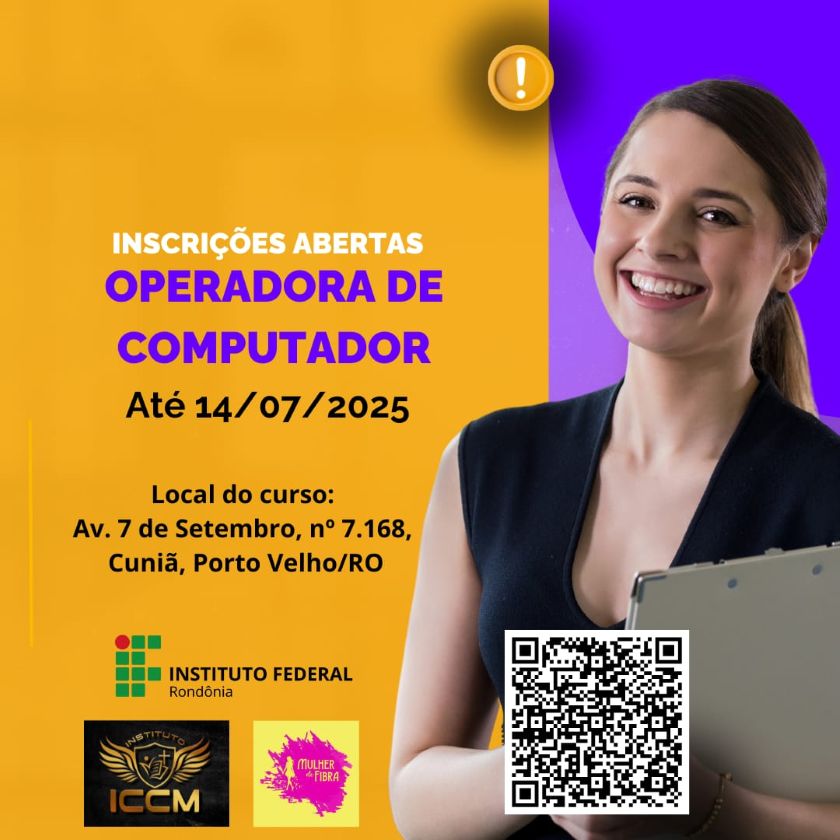 !
INSCRIÇÕES ABERTAS
OPERADORA DE
COMPUTADOR
Até 14/07/2025
Local do curso:
Av. 7 de Setembro, nº 7.168,
Cuniã, Porto Velho/RO
INSTITUTO FEDERAL
Rondônia
INSTITUTO
ICCM
MULHER
de FIBRA